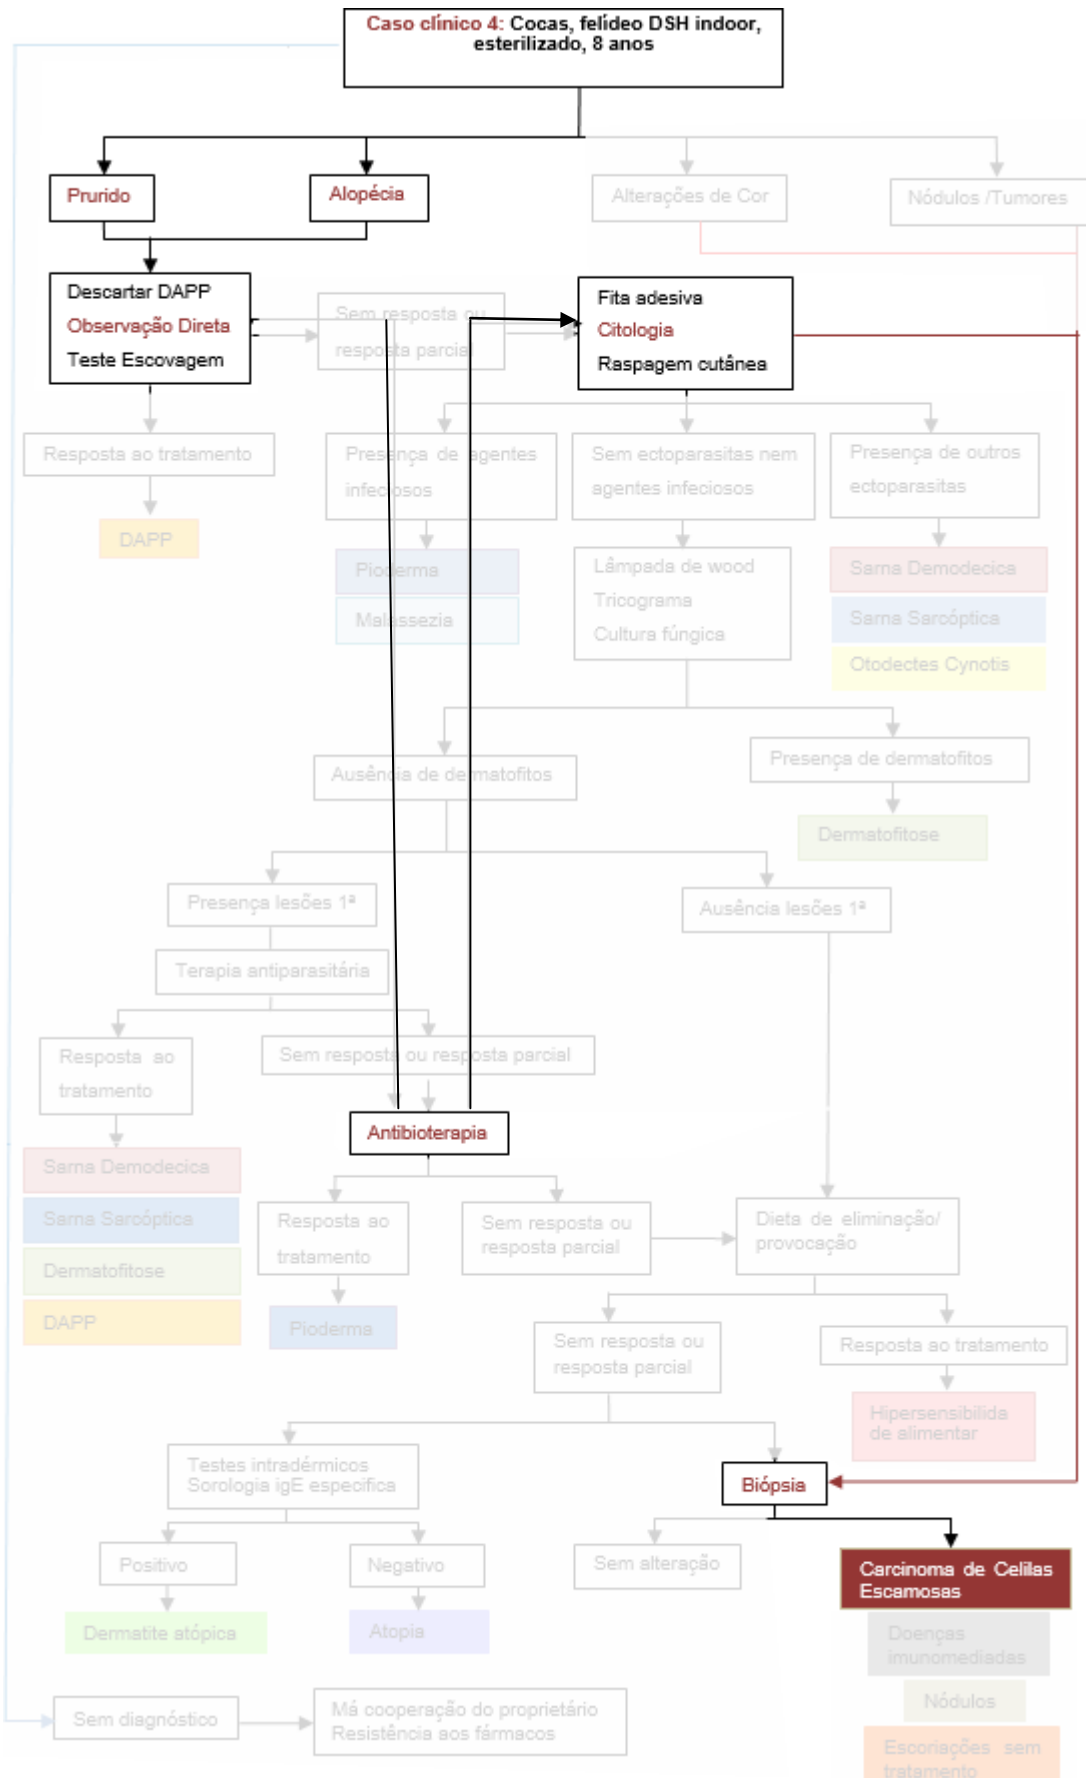 Caso clínico 4: Cocas, felídeo DSH indoor,
esterilizado, 8 anos
Prurido
Alopécia
Alterações de Cor
Nódulos /Tumores
Descartar DAPP
Observação Direta
Teste Escovagem
Sem resposta ou
resposta parcial
Fita adesiva
Citologia
Raspagem cutânea
Resposta ao tratamento
DAPP
Presença de agentes
infeciosos
Sem ectoparasitas nem
agentes infeciosos
Presença de outros
ectoparasitas
Pioderma
Malassezia
Lâmpada de wood
Tricograma
Cultura fúngica
Sarna Demodecica
Sarna Sarcóptica
Otodectes Cynotis
Ausência de dermatofitos
Presença de dermatofitos
Dermatofitose
Presença lesões 1ª
Ausência lesões 1ª
Terapia antiparasitária
Resposta ao
tratamento
Sem resposta ou resposta parcial
Antibioterapia
Sarna Demodecica
Sarna Sarcóptica
Dermatofitose
DAPP
Resposta ao
tratamento
Sem resposta ou
resposta parcial
Dieta de eliminação/
provocação
Pioderma
Sem resposta ou
resposta parcial
Resposta ao tratamento
Hipersensibilida
de alimentar
Testes intradérmicos
Sorologia igE especifica
Biópsia
Positivo
Negativo
Sem alteração
Carcinoma de Celilas
Escamosas
Dermatite atópica
Atopia
Doenças
imunomediadas
Nódulos
Sem diagnóstico
Má cooperação do proprietário
Resistência aos fármacos
Escoriações sem
tratamento